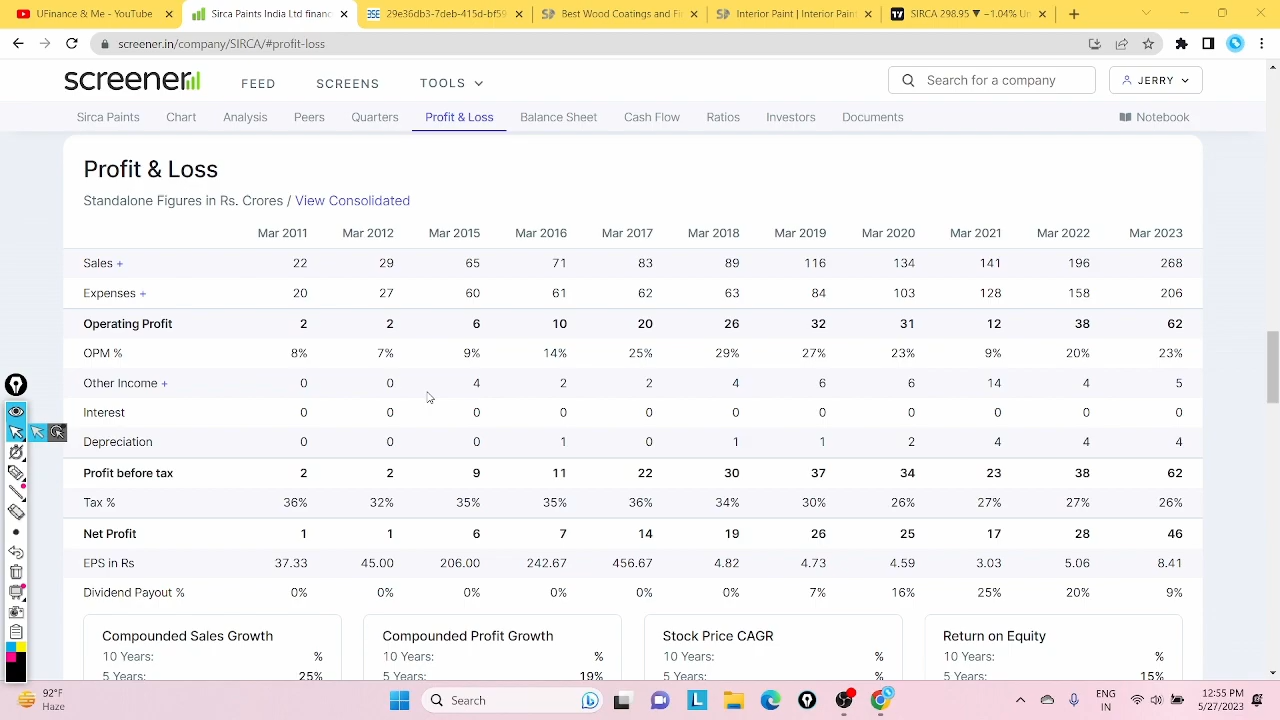 UFinance & Me - YouTube
Sirca Paints India Ltd financ
29e36db3-7deb-415d-bf59
Best Wood Coatings and Fi
Interior Paint | Interior Paint
SIRCA 298.95 ▼ −1.04% Un
screener.in/company/SIRCA/#profit-loss
screener
FEED
SCREENS
TOOLS
Search for a company
JERRY
Sirca Paints
Chart
Analysis
Peers
Quarters
Profit & Loss
Balance Sheet
Cash Flow
Ratios
Investors
Documents
Notebook
Profit & Loss
Standalone Figures in Rs. Crores / View Consolidated
Mar 2011 Mar 2012 Mar 2015 Mar 2016 Mar 2017 Mar 2018 Mar 2019 Mar 2020 Mar 2021 Mar 2022 Mar 2023
Sales + 22 29 65 71 83 89 116 134 141 196 268
Expenses + 20 27 60 61 62 63 84 103 128 158 206
Operating Profit 2 2 6 10 20 26 32 31 12 38 62
OPM % 8% 7% 9% 14% 25% 29% 27% 23% 9% 20% 23%
Other Income + 0 0 4 2 2 4 6 6 14 4 5
Interest 0 0 0 0 0 0 0 0 0 0 0
Depreciation 0 0 0 1 0 1 1 2 4 4 4
Profit before tax 2 2 9 11 22 30 37 34 23 38 62
Tax % 36% 32% 35% 35% 36% 34% 30% 26% 27% 27% 26%
Net Profit 1 1 6 7 14 19 26 25 17 28 46
EPS in Rs 37.33 45.00 206.00 242.67 456.67 4.82 4.73 4.59 3.03 5.06 8.41
Dividend Payout % 0% 0% 0% 0% 0% 0% 7% 16% 25% 20% 9%
Compounded Sales Growth
10 Years: %
5 Years: 25%
Compounded Profit Growth
10 Years: %
5 Years: 19%
Stock Price CAGR
10 Years: %
5 Years: %
Return on Equity
10 Years: %
5 Years: 15%
92°F
Haze
Search
ENG
IN
12:55 PM
5/27/2023